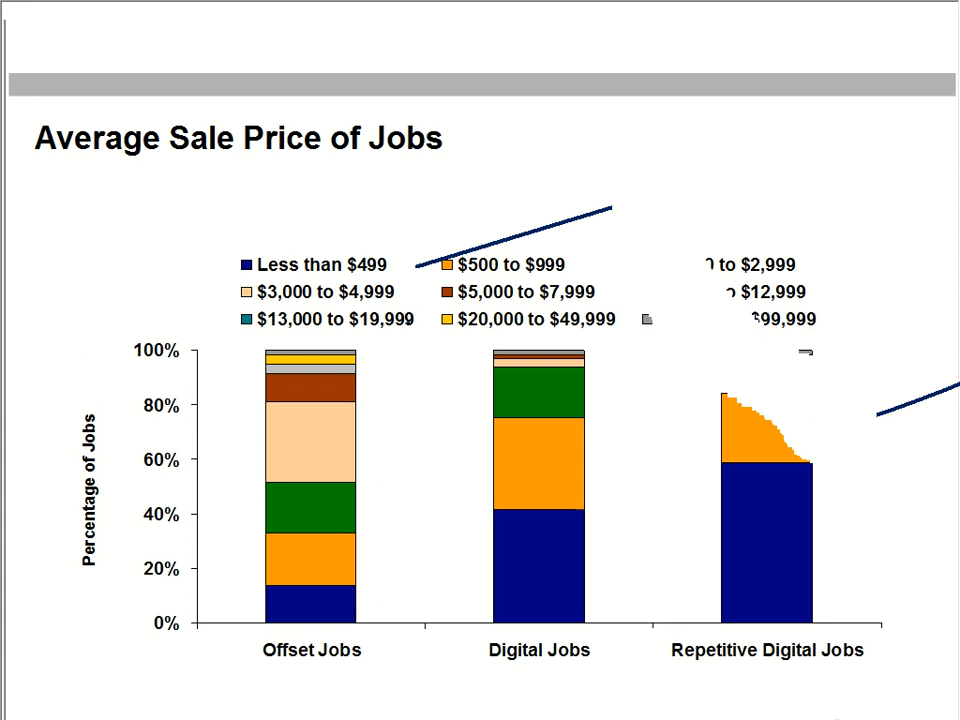 Average Sale Price of Jobs
Less than $499 $500 to $999 to $2,999
$3,000 to $4,999 $5,000 to $7,999 $12,999
$13,000 to $19,999 $20,000 to $49,999 $99,999
100%
80%
60%
40%
20%
0%
Percentage of Jobs
Offset Jobs Digital Jobs Repetitive Digital Jobs